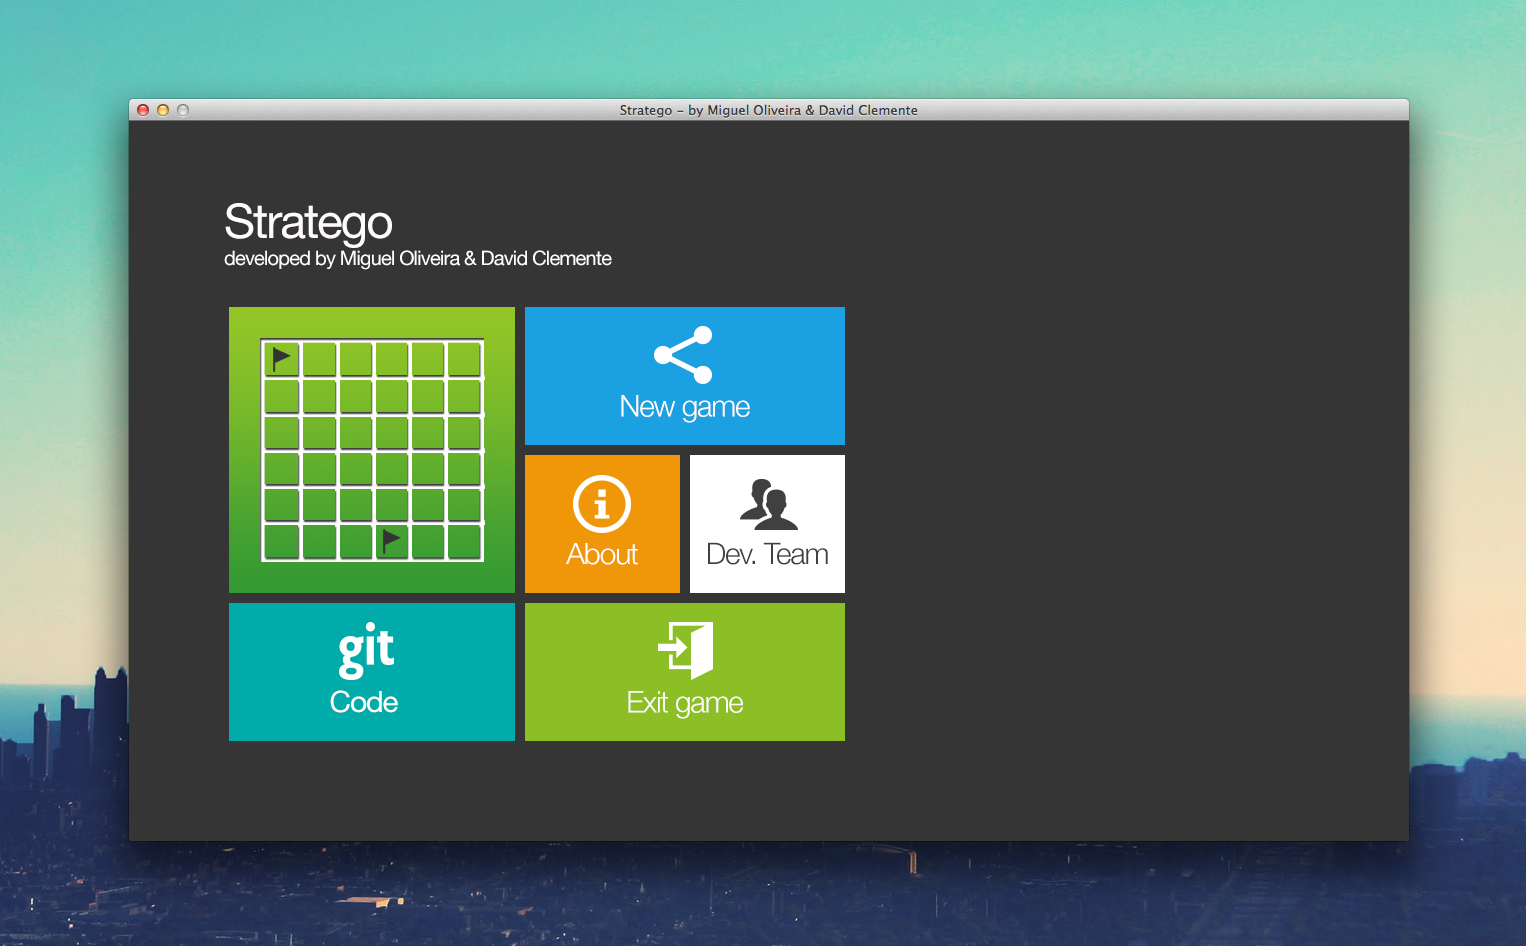 Stratego – by Miguel Oliveira & David Clemente
Stratego
developed by Miguel Oliveira & David Clemente
New game
About
Dev. Team
git
Code
Exit game